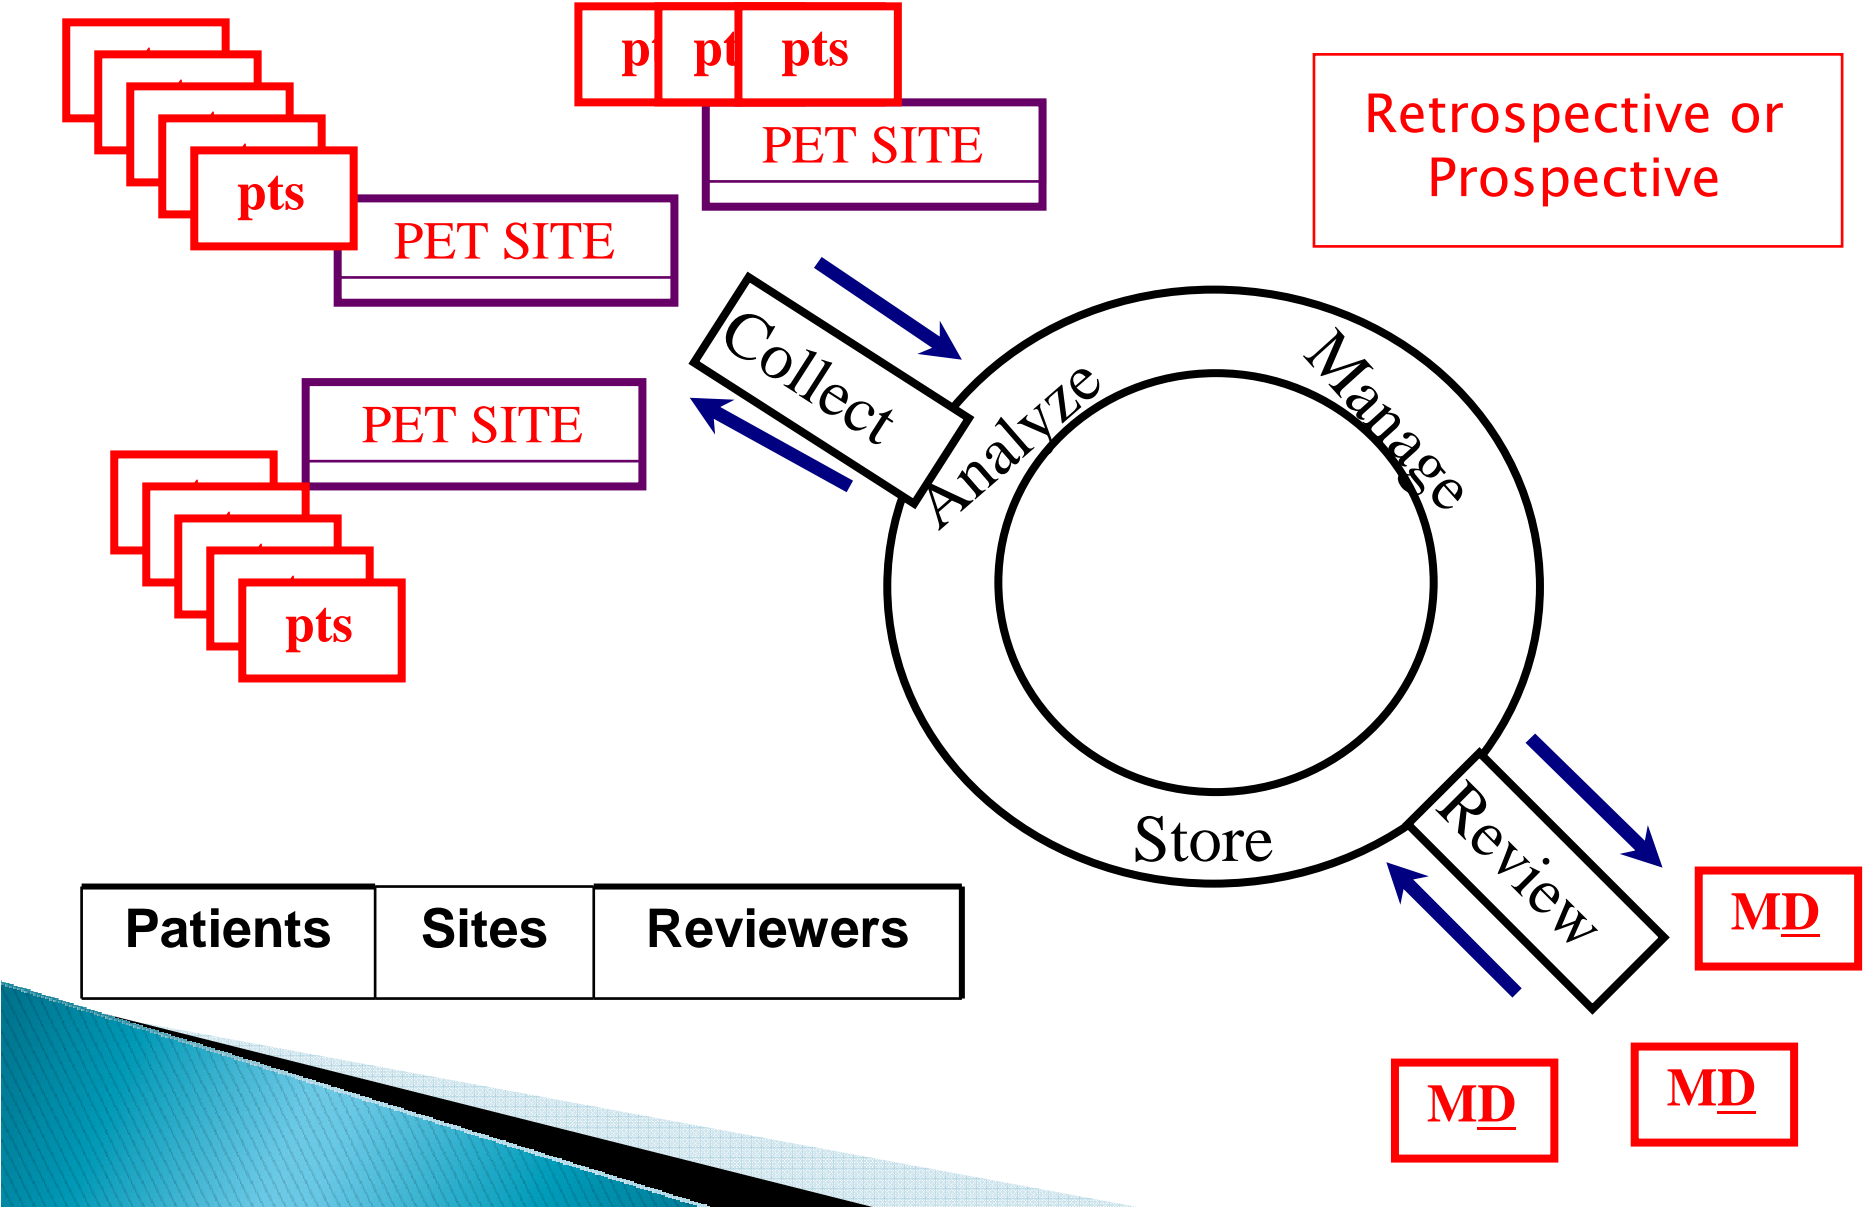 pts
pts
PET SITE
PET SITE
Retrospective or
Prospective
PET SITE
pts
Collect
Analyze
Manage
Store
Review
Patients
Sites
Reviewers
MD
MD
MD